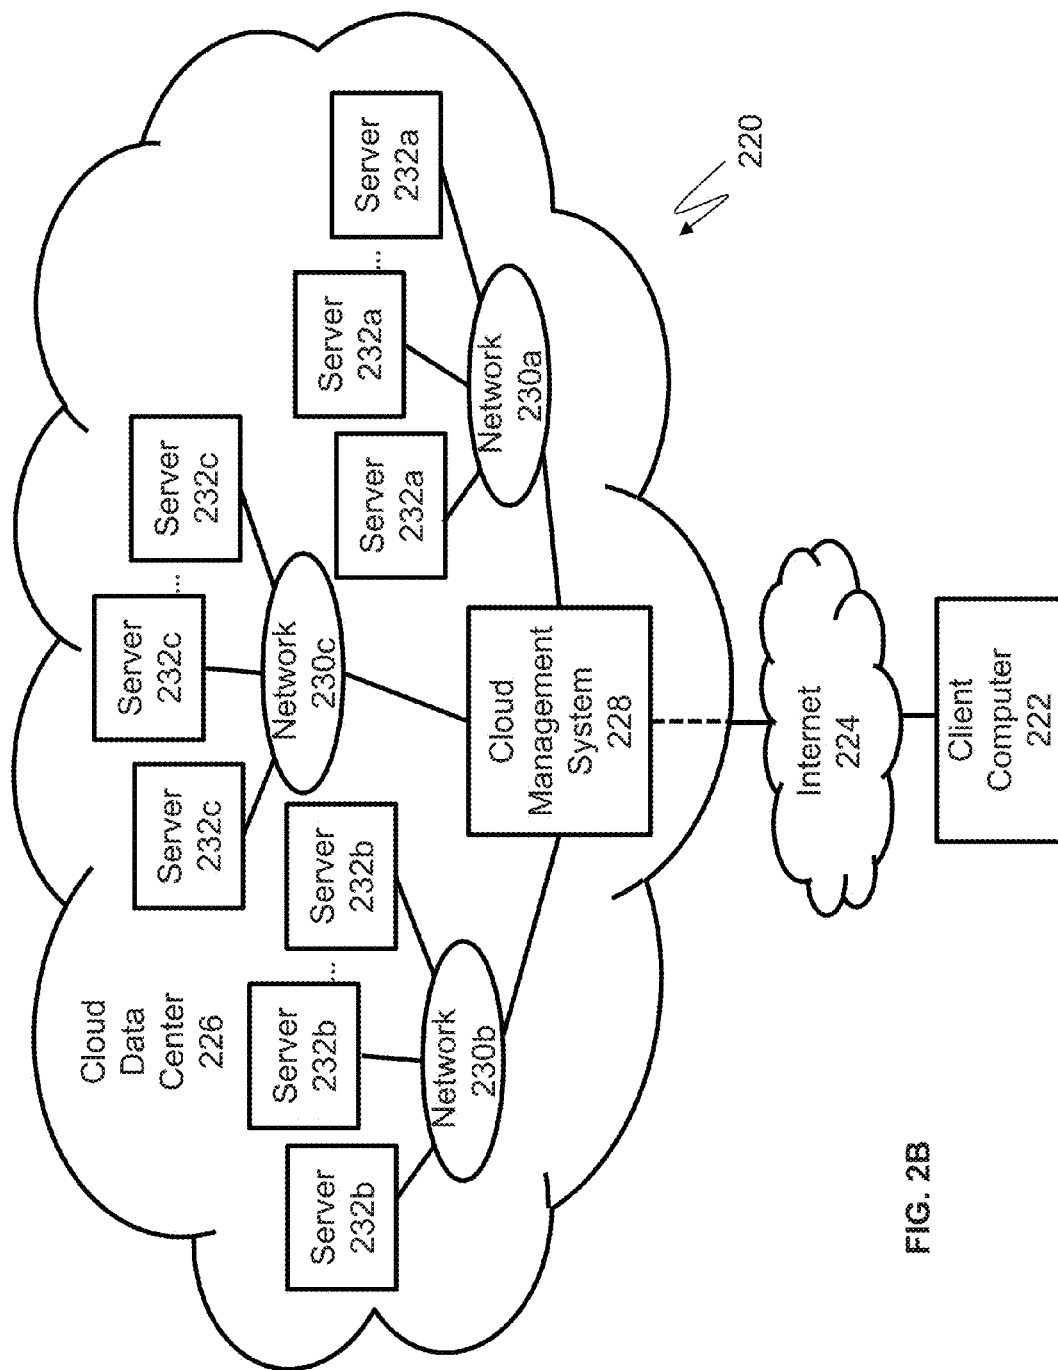 Cloud
Data
Center
226
Server
232c
Server
232c
...
Server
232c
Network
230c
Server
232b
Server
232b
...
Server
232b
Network
230b
Server
232a
Server
232a
...
Server
232a
Network
230a
Cloud
Management
System
228
220
Internet
224
Client
Computer
222
FIG. 2B